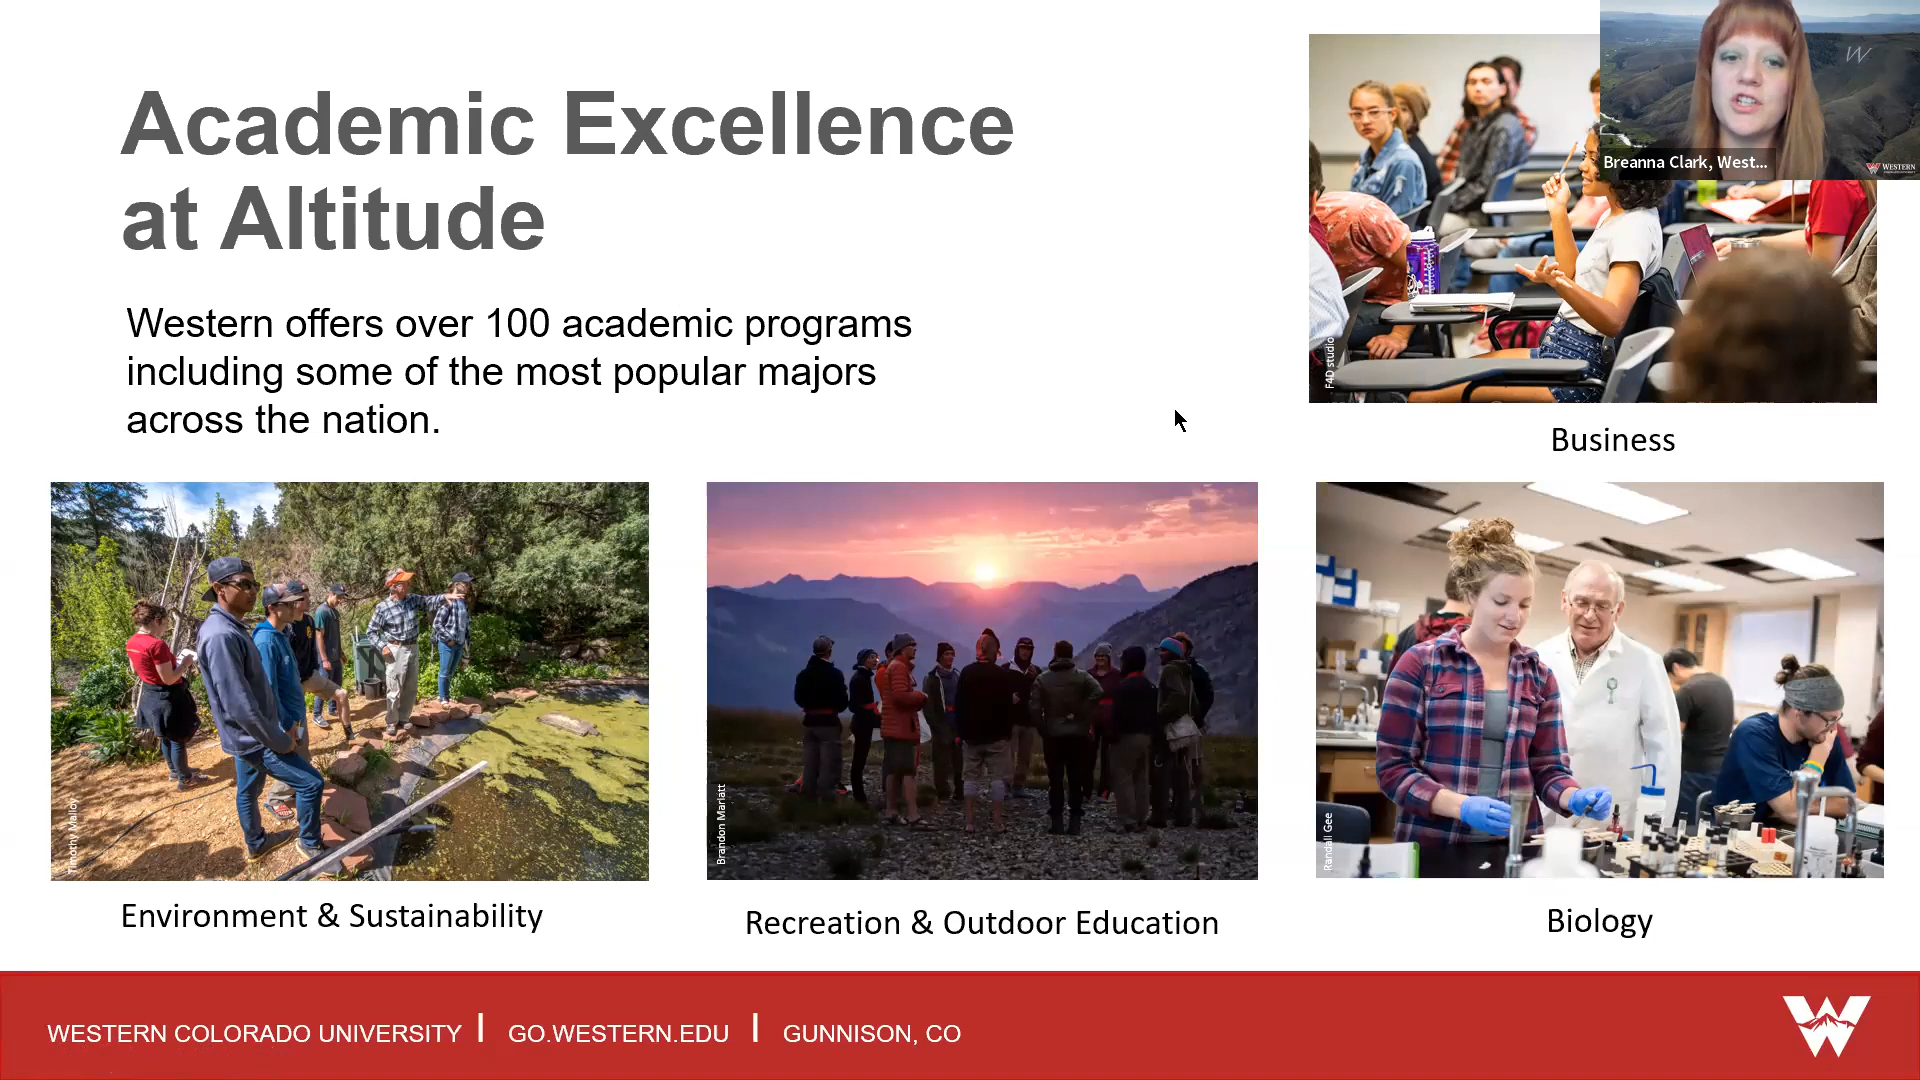 Academic Excellence
at Altitude
Western offers over 100 academic programs
including some of the most popular majors
across the nation.
Breanna Clark, West...
W
WESTERN
F4D studio
Business
Timothy Malloy
Environment & Sustainability
Brandon Marlatt
Recreation & Outdoor Education
Randall Gee
Biology
WESTERN COLORADO UNIVERSITY | GO.WESTERN.EDU | GUNNISON, CO
W